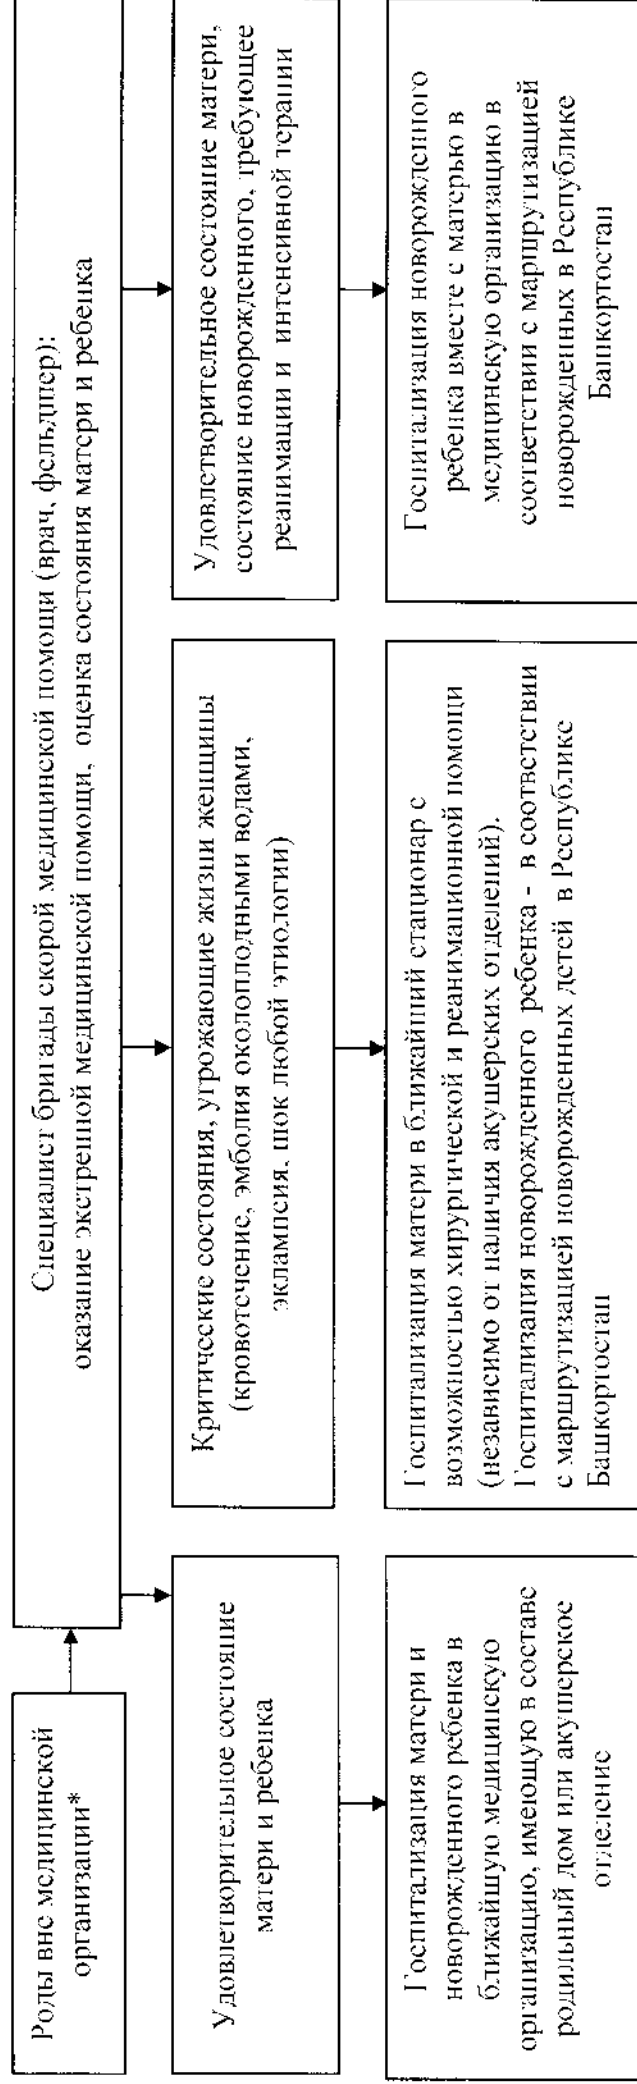 Роды вне медицинской
организации*
Специалист бригады скорой медицинской помощи (врач, фельдшер):
оказание экстренной медицинской помощи, оценка состояния матери и ребенка
Удовлетворительное состояние
матери и ребенка
Критические состояния, угрожающие жизни женщины
(кровотечение, эмболия околоплодными водами,
эклампсия, шок любой этиологии)
Удовлетворительное состояние матери,
состояние новорожденного, требующее
реанимации и интенсивной терапии
Госпитализация матери и
новорожденного ребенка в
ближайшую медицинскую
организацию, имеющую в составе
родильный дом или акушерское
отделение
Госпитализация матери в ближайший стационар с
возможностью хирургической и реанимационной помощи
(независимо от наличия акушерских отделений).
Госпитализация новорожденного ребенка - в соответствии
с маршрутизацией новорожденных детей в Республике
Башкортостан
Госпитализация новорожденного
ребенка вместе с матерью в
медицинскую организацию в
соответствии с маршрутизацией
новорожденных в Республике
Башкортостан